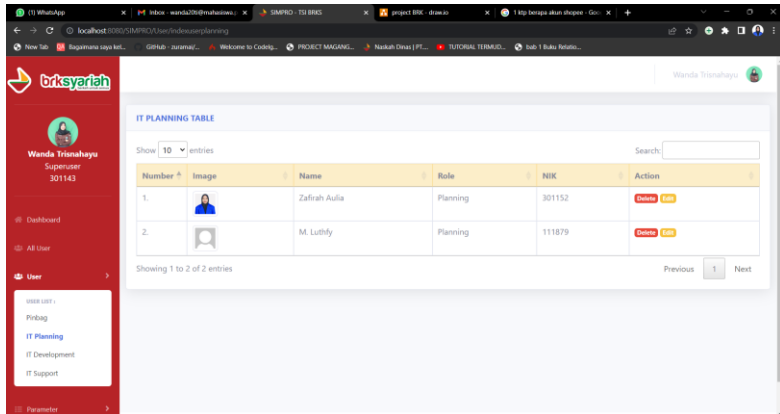 (1) WhatsApp
Inbox - wanda20ti@mahasiswa.p
SIMPRO - TSI BRKS
project BRK - draw.io
1 ktp berapa akun shopee - Goo
localhost:8080/SIMPRO/User/indexuserplanning
New Tab
Bagaimana saya ket...
GitHub - zuramai/...
Welcome to CodeIg...
PROJECT MAGANG...
Naskah Dinas | PT....
TUTORIAL TERMUD...
bab 1 Buku Relatio...
brksyariah
Wanda Trisnahayu
Wanda Trisnahayu
Superuser
301143
Dashboard
All User
User
USER LIST :
Pinbag
IT Planning
IT Development
IT Support
Parameter
IT PLANNING TABLE
Show 10 entries
Search:
Number Image Name Role NIK Action
1. Zafirah Aulia Planning 301152 Delete Edit
2. M. Luthfy Planning 111879 Delete Edit
Showing 1 to 2 of 2 entries
Previous 1 Next